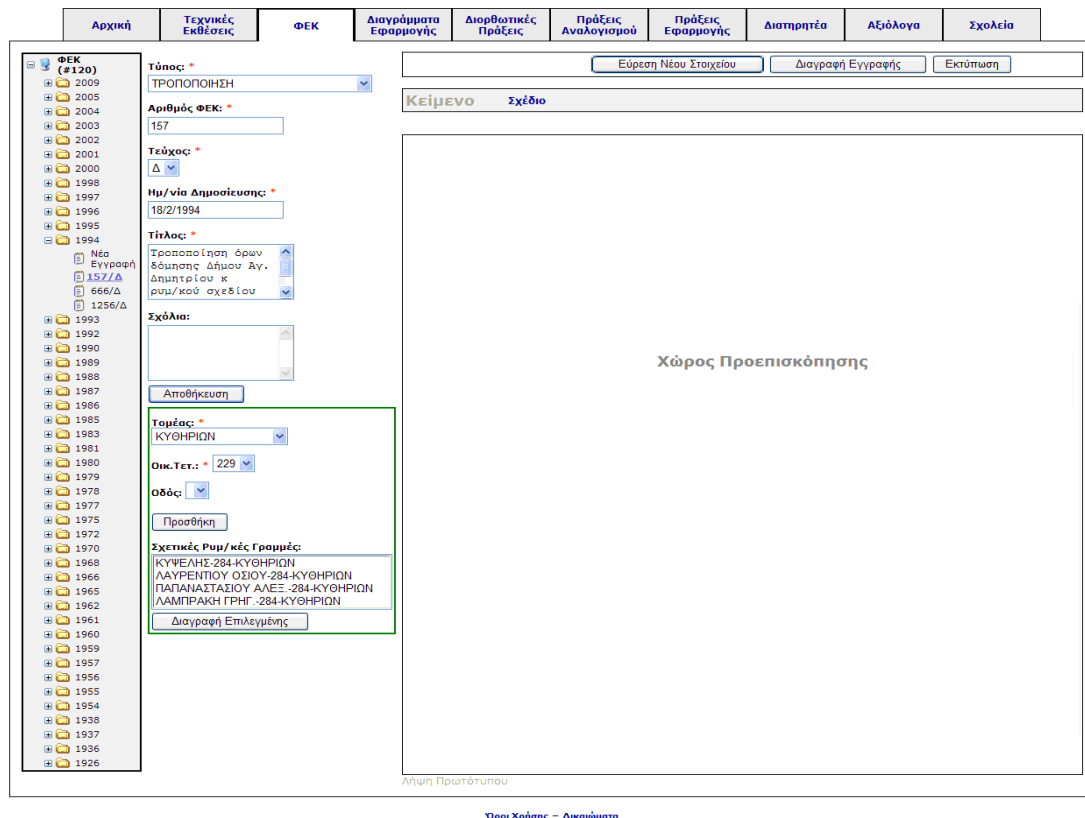 Αρχική
Τεχνικές
Εκθέσεις
ΦΕΚ
Διαγράμματα
Εφαρμογής
Διορθωτικές
Πράξεις
Πράξεις
Αναλογισμού
Πράξεις
Εφαρμογής
Διατηρητέα
Αξιόλογα
Σχολεία
ΦΕΚ
(#120)
2009
2005
2004
2003
2002
2001
2000
1998
1997
1996
1995
1994
Νέα
Εγγραφή
157/Δ
666/Δ
1256/Δ
1993
1992
1990
1989
1988
1987
1986
1985
1983
1981
1980
1979
1978
1977
1975
1972
1970
1968
1966
1965
1962
1961
1960
1959
1957
1956
1955
1954
1938
1937
1936
1926
Τύπος: *
ΤΡΟΠΟΠΟΙΗΣΗ
Αριθμός ΦΕΚ: *
157
Τεύχος: *
Δ
Ημ/νία Δημοσίευσης: *
18/2/1994
Τίτλος: *
Τροποποίηση όρων
δόμησης Δήμου Αγ.
Δημητρίου κ
ρυμ/κού σχεδίου
Σχόλια:
Αποθήκευση
Τομέας: *
ΚΥΘΗΡΙΩΝ
Οικ.Τετ.: * 229
Οδός:
Προσθήκη
Σχετικές Ρυμ/κές Γραμμές:
ΚΥΨΕΛΗΣ-284-ΚΥΘΗΡΙΩΝ
ΛΑΥΡΕΝΤΙΟΥ ΟΣΙΟΥ-284-ΚΥΘΗΡΙΩΝ
ΠΑΠΑΝΑΣΤΑΣΙΟΥ ΑΛΕΞ.-284-ΚΥΘΗΡΙΩΝ
ΛΑΜΠΡΑΚΗ ΓΡΗΓ.-284-ΚΥΘΗΡΙΩΝ
Διαγραφή Επιλεγμένης
Εύρεση Νέου Στοιχείου
Διαγραφή Εγγραφής
Εκτύπωση
Κείμενο
Σχέδιο
Χώρος Προεπισκόπησης
Λήψη Πρωτότυπου
Όροι Χρήσης - Δικαιώματα